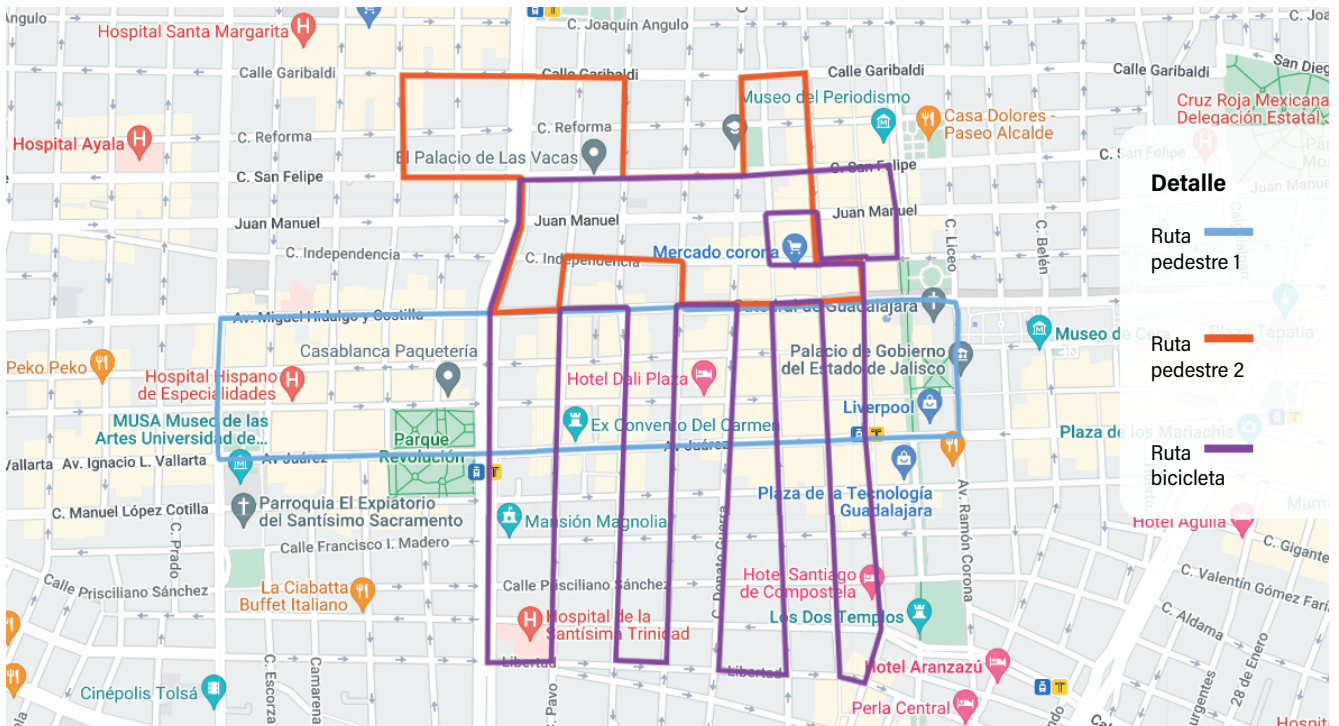 Angulo
C. Joaquín Angulo
C. Joa
Hospital Santa Margarita
Calle Garibaldi
Calle Garibaldi
Calle Garibaldi
Calle Garibaldi
San Dieg
Museo del Periodismo
Cruz Roja Mexicana
Delegación Estatal
Casa Dolores -
Paseo Alcalde
C. Reforma
C. Reforma
Hospital Ayala
El Palacio de Las Vacas
C. San Felipe
C. San Felipe
C. San Felipe
Juan Manuel
Juan Manuel
Juan Manuel
Juan Manuel
C. Independencia
C. Independencia
Mercado corona
C. Liceo
C. Belén
Detalle
Ruta
pedestre 1
Ruta
pedestre 2
Ruta
bicicleta
Av. Miguel Hidalgo y Costilla
Catedral de Guadalajara
Museo de Cera
Plaza Tapatía
Casablanca Paquetería
Palacio de Gobierno
del Estado de Jalisco
Peko Peko
Hospital Hispano
de Especialidades
Hotel Dali Plaza
Liverpool
MUSA Museo de las
Artes Universidad de...
Parque
Revolución
Ex Convento Del Carmen
Plaza de los Mariachis
Vallarta
Av. Ignacio L. Vallarta
Av Juárez
Av Juárez
Plaza de la Tecnología
Guadalajara
C. Manuel López Cotilla
Parroquia El Expiatorio
del Santísimo Sacramento
Mansión Magnolia
Hotel Aguila
C. Prado
Calle Francisco I. Madero
C. Donato Guerra
Av. Ramón Corona
C. Gigante
Calle Prisciliano Sánchez
Calle Prisciliano Sánchez
La Ciabatta
Buffet Italiano
Hotel Santiago
de Compostela
C. Valentín Gómez Farí
Los Dos Templos
C. Aldama
Hospital de la
Santísima Trinidad
Libertad
Libertad
Hotel Aranzazú
Cinépolis Tolsá
C. Escorza
Camarena
C. Pavo
Perla Central
28 de Enero
Hospit